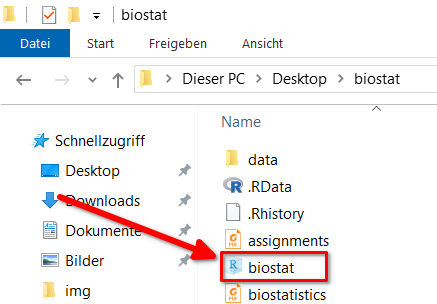 biostat
Datei Start Freigeben Ansicht
Dieser PC > Desktop > biostat
Schnellzugriff
Desktop
Downloads
Dokumente
Bilder
img
Name
data
.RData
.Rhistory
assignments
biostat
biostatistics